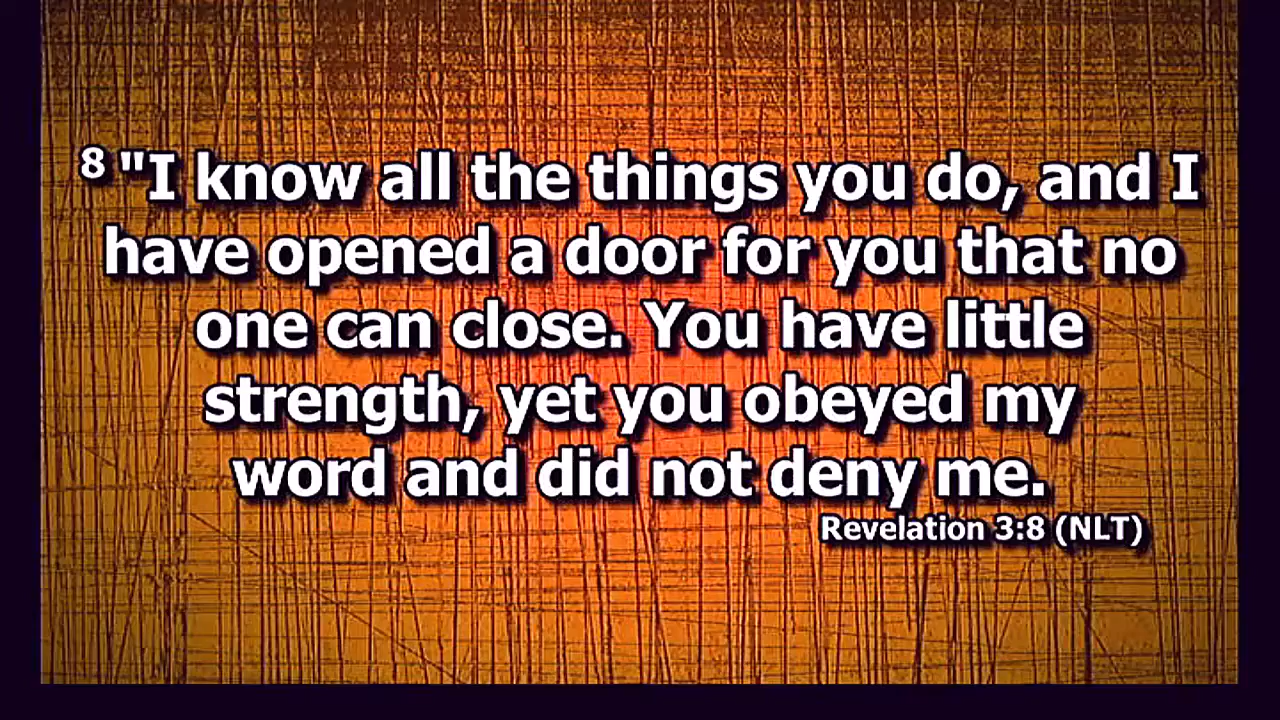 8 "I know all the things you do, and I
have opened a door for you that no
one can close. You have little
strength, yet you obeyed my
word and did not deny me.
Revelation 3:8 (NLT)